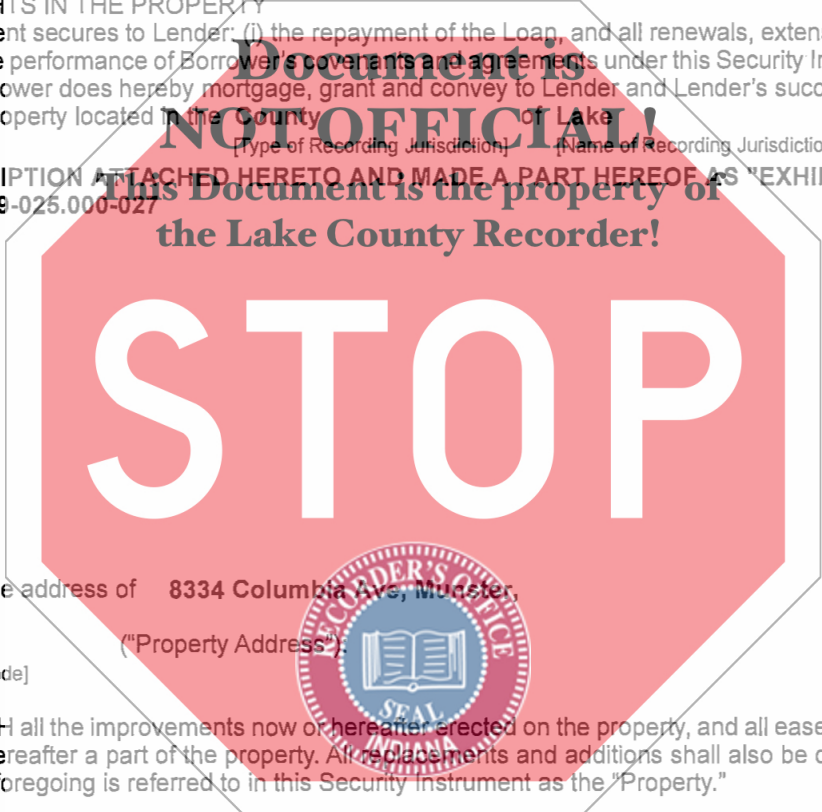 TS IN THE PROPERTY
ent secures to Lender: (i) the repayment of the Loan, and all renewals, exten
e performance of Borrower's covenants and agreements under this Security In
ower does hereby mortgage, grant and convey to Lender and Lender's succ
operty located in the County of Lake
[Type of Recording Jurisdiction] [Name of Recording Jurisdictio
IPTION ATTACHED HERETO AND MADE A PART HEREOF AS "EXHI
9-025.000-027
Document is
NOT OFFICIAL!
This Document is the property of
the Lake County Recorder!
STOP
e address of 8334 Columbia Ave, Munster,
("Property Address"),
de]
RECORDER'S OFFICE
SEAL
INDIANA
H all the improvements now or hereafter erected on the property, and all ease
ereafter a part of the property. All replacements and additions shall also be c
oregoing is referred to in this Security Instrument as the "Property."